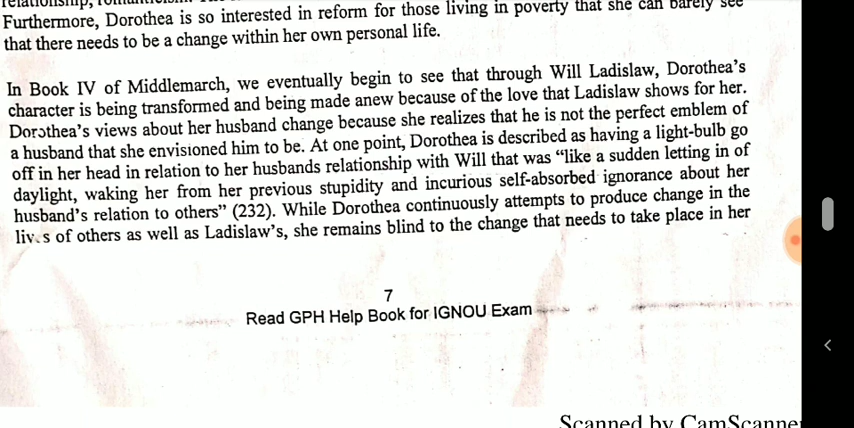 Furthermore, Dorothea is so interested in reform for those living in poverty that she can barely see
that there needs to be a change within her own personal life.
In Book IV of Middlemarch, we eventually begin to see that through Will Ladislaw, Dorothea's
character is being transformed and being made anew because of the love that Ladislaw shows for her.
Dorothea's views about her husband change because she realizes that he is not the perfect emblem of
a husband that she envisioned him to be. At one point, Dorothea is described as having a light-bulb go
off in her head in relation to her husbands relationship with Will that was “like a sudden letting in of
daylight, waking her from her previous stupidity and incurious self-absorbed ignorance about her
husband's relation to others” (232). While Dorothea continuously attempts to produce change in the
lives of others as well as Ladislaw's, she remains blind to the change that needs to take place in her
7
Read GPH Help Book for IGNOU Exam
Scanned by CamScanner